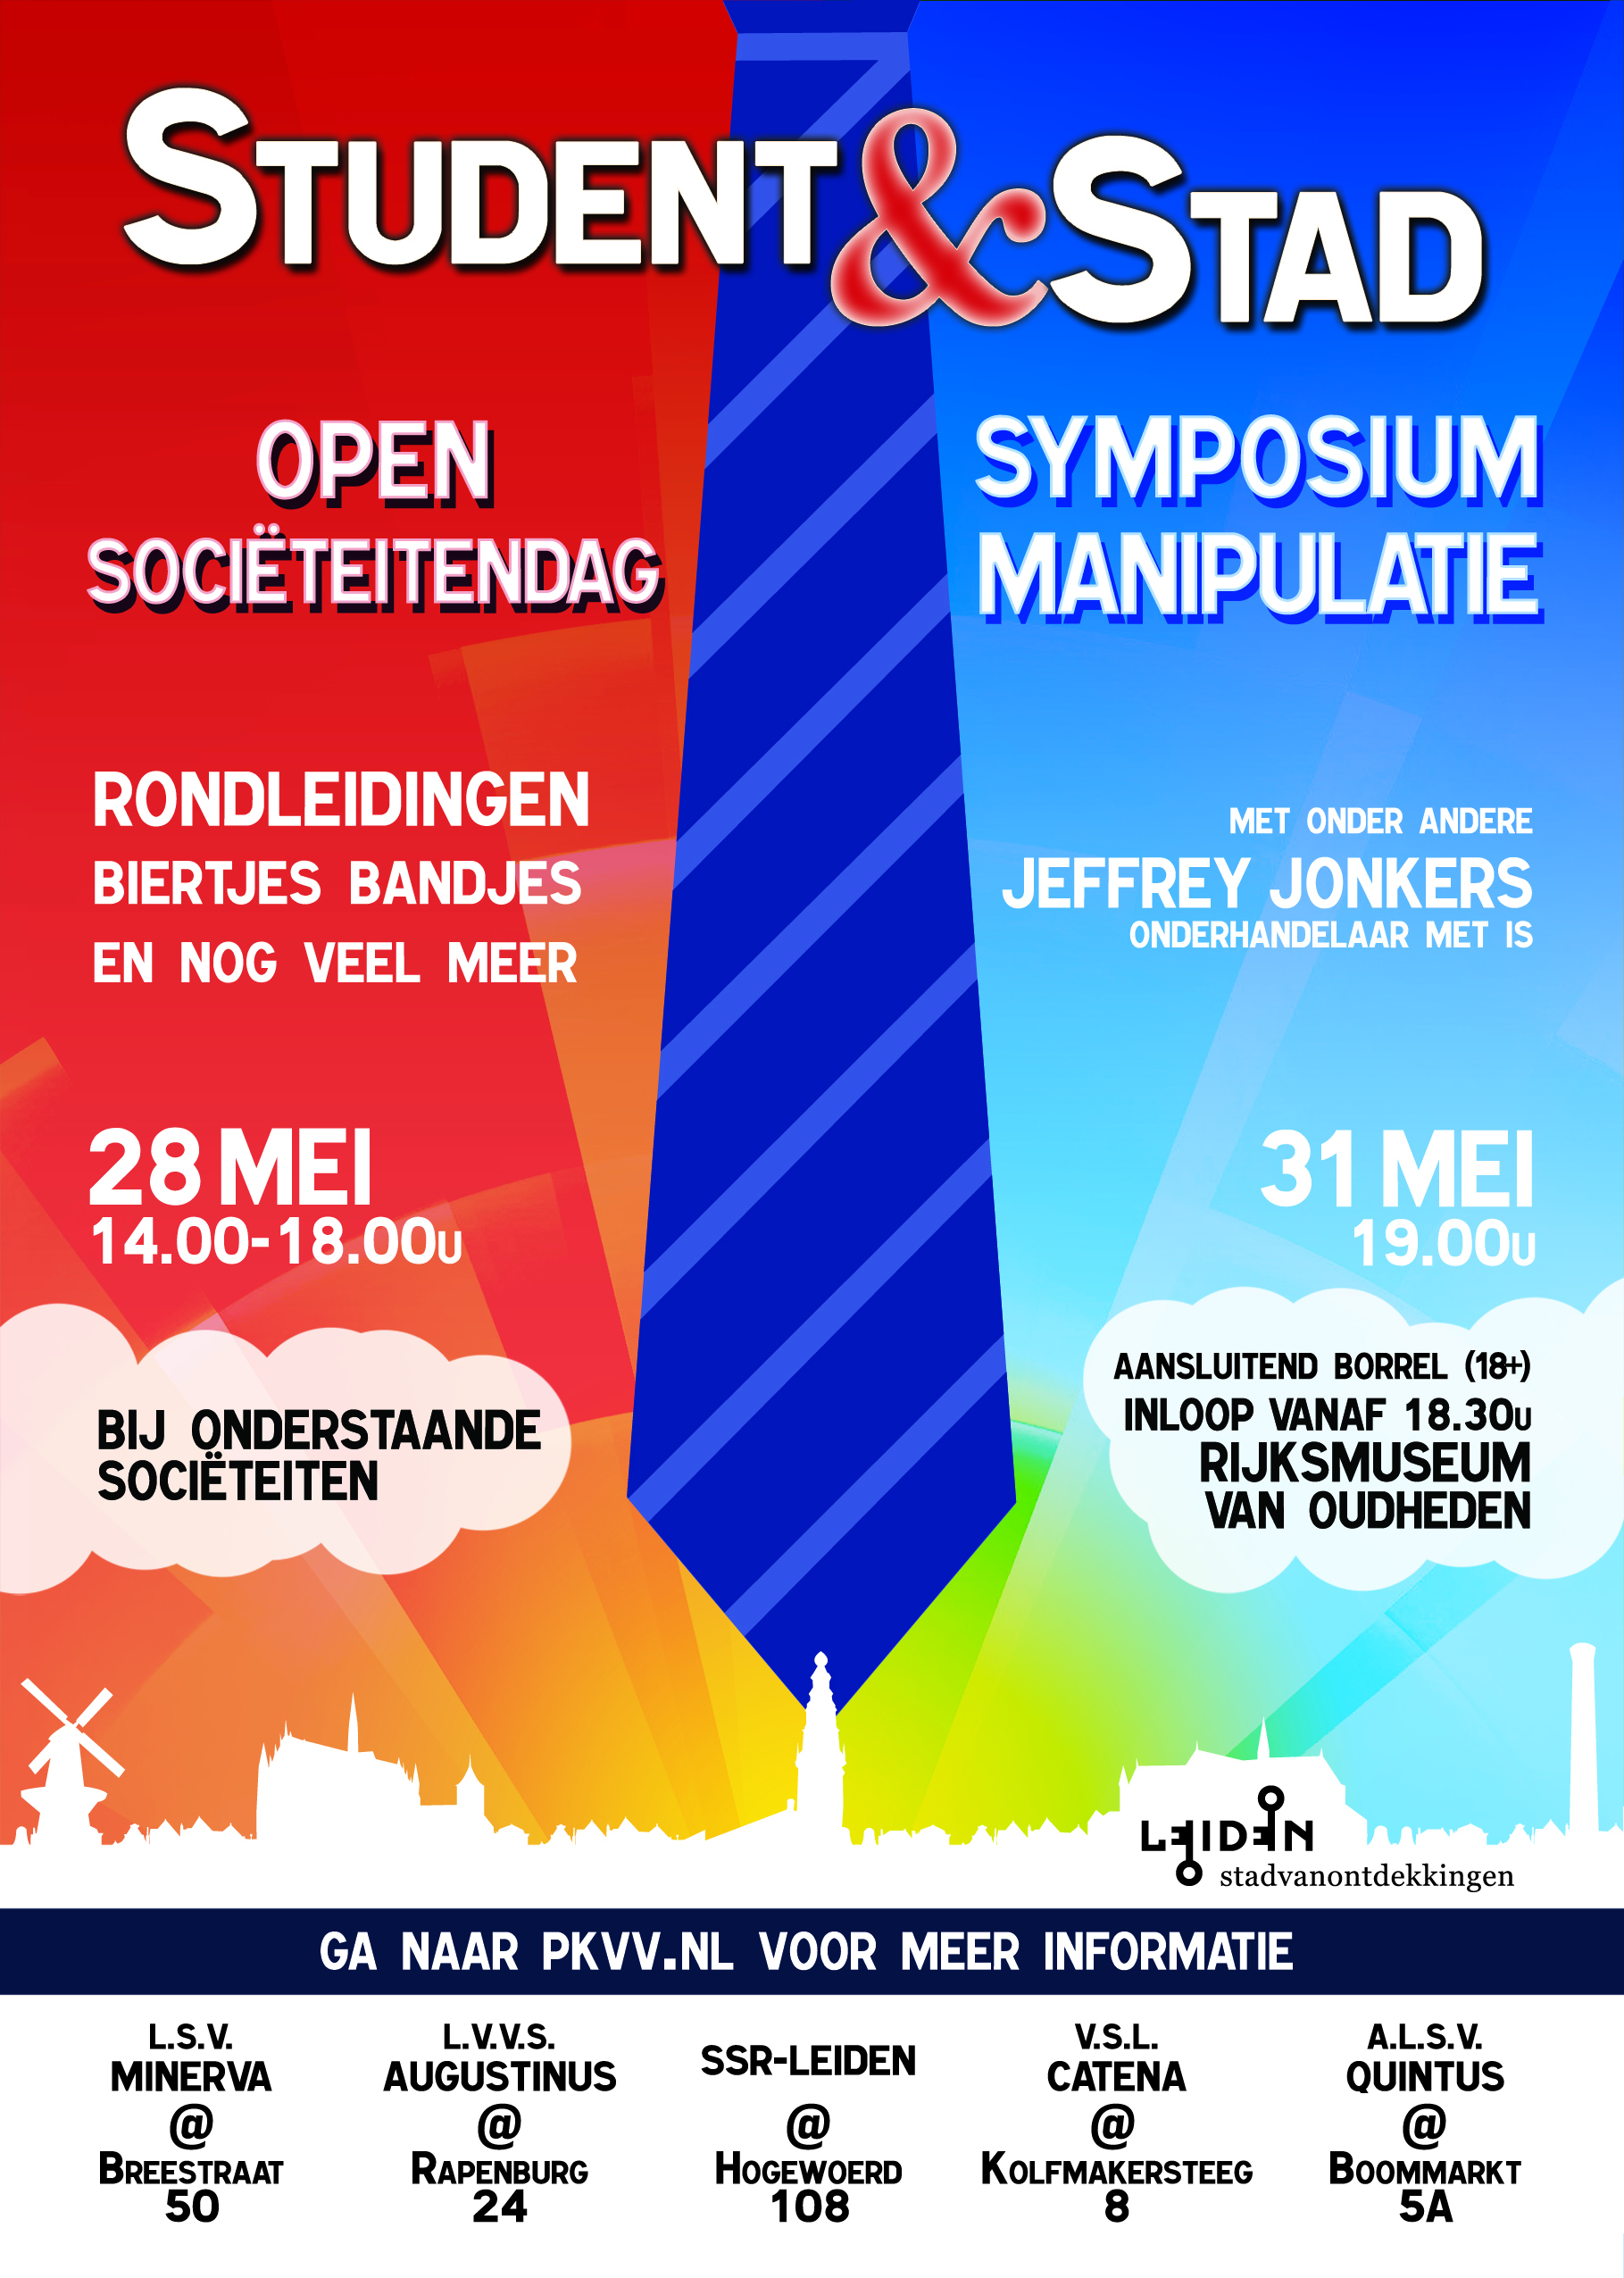 STUDENT & STAD
OPEN
SOCIËTEITENDAG
RONDLEIDINGEN
BIERTJES BANDJES
EN NOG VEEL MEER
28 MEI
14.00-18.00U
BIJ ONDERSTAANDE
SOCIËTEITEN
SYMPOSIUM
MANIPULATIE
MET ONDER ANDERE
JEFFREY JONKERS
ONDERHANDELAAR MET IS
31 MEI
19.00U
AANSLUITEND BORREL (18+)
INLOOP VANAF 18.30U
RIJKSMUSEUM
VAN OUDHEDEN
LEIDEN
stadvanontdekkingen
GA NAAR PKVV.NL VOOR MEER INFORMATIE
L.S.V.
MINERVA
@
BREESTRAAT
50
L.V.V.S.
AUGUSTINUS
@
RAPENBURG
24
SSR-LEIDEN
@
HOGEWOERD
108
V.S.L.
CATENA
@
KOLFMAKERSTEEG
8
A.L.S.V.
QUINTUS
@
BOOMMARKT
5A